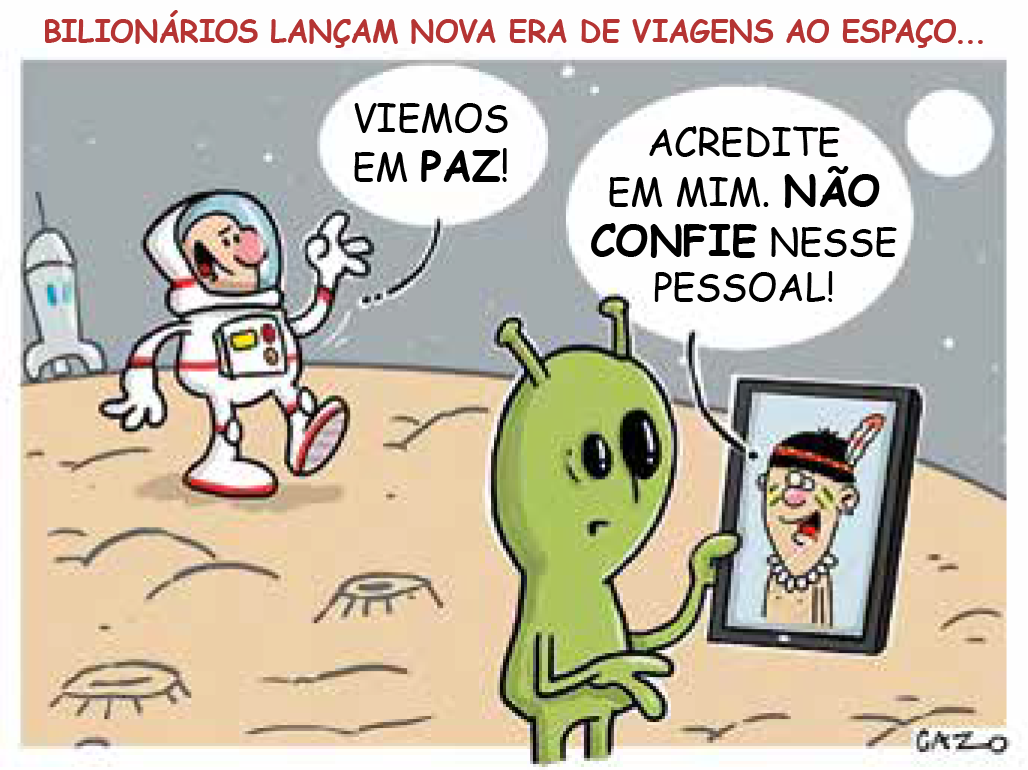 BILIONÁRIOS LANÇAM NOVA ERA DE VIAGENS AO ESPAÇO...
VIEMOS
EM PAZ!
ACREDITE
EM MIM. NÃO
CONFIE NESSE
PESSOAL!
CAZO